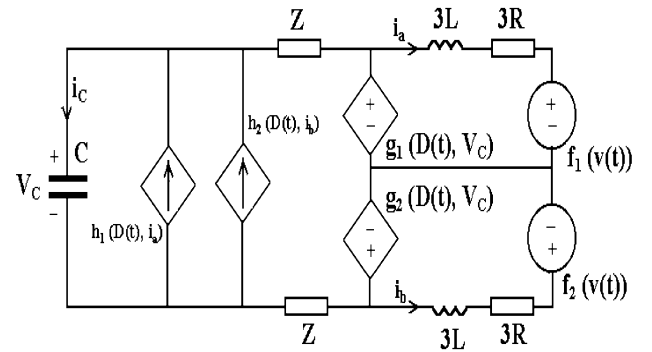 Z
i_a
3L
3R
i_C
h_2 (D(t), i_b)
+
-
+
-
+
C
g_1 (D(t), V_C)
f_1 (v(t))
V_C
g_2 (D(t), V_C)
-
-
+
-
+
h_1 (D(t), i_a)
f_2 (v(t))
i_b
Z
3L
3R